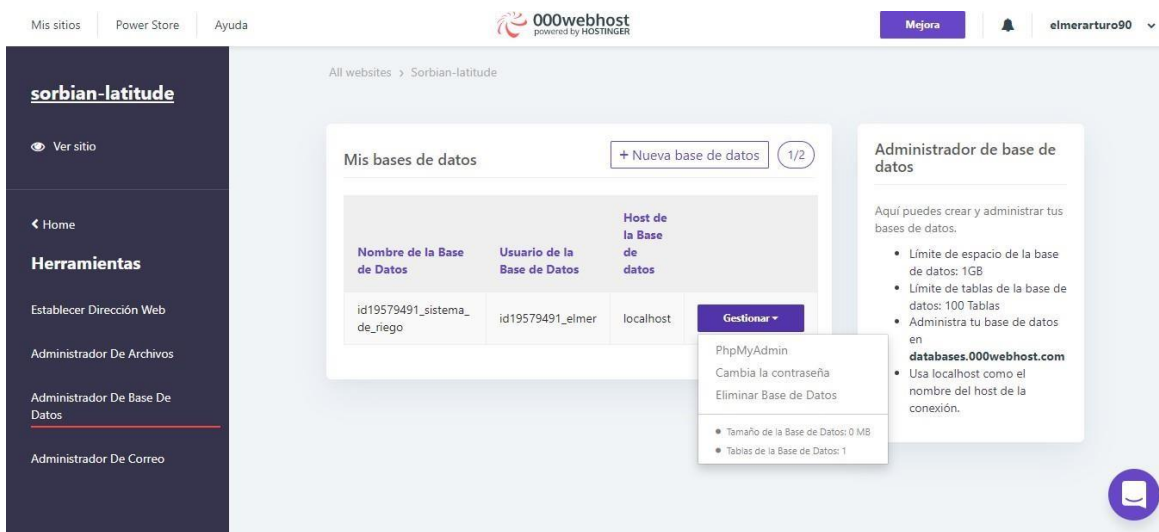 Mis sitios
Power Store
Ayuda
000webhost
powered by HOSTINGER
Mejora
elmerarturo90
sorbian-latitude
Ver sitio
Home
Herramientas
Establecer Dirección Web
Administrador De Archivos
Administrador De Base De
Datos
Administrador De Correo
All websites > Sorbian-latitude
Mis bases de datos
+ Nueva base de datos
1/2
Nombre de la Base
de Datos
Usuario de la
Base de Datos
Host de
la Base
de
datos
id19579491_sistema_
de_riego
id19579491_elmer
localhost
Gestionar
PhpMyAdmin
Cambia la contraseña
Eliminar Base de Datos
Tamaño de la Base de Datos: 0 MB
Tablas de la Base de Datos: 1
Administrador de base de
datos
Aquí puedes crear y administrar tus
bases de datos.
Límite de espacio de la base
de datos: 1GB
Límite de tablas de la base de
datos: 100 Tablas
Administra tu base de datos
en
databases.000webhost.com
Usa localhost como el
nombre del host de la
conexión.